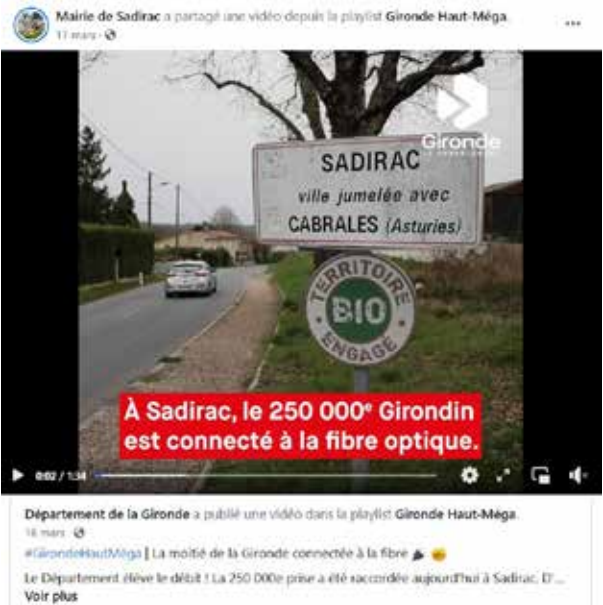 Mairie de Sadirac a partagé une vidéo depuis la playlist Gironde Haut-Méga.
11 mars
Gironde
SADIRAC
ville jumelée avec
CABRALES (Asturies)
TERRITOIRE
BIO
ENGAGÉ
À Sadirac, le 250 000e Girondin
est connecté à la fibre optique.
0:02 / 1:34
Département de la Gironde a publié une vidéo dans la playlist Gironde Haut-Méga.
mars
#GirondeHautMéga | La moitié de la Gironde connectée à la fibre
Le Département élève le débit ! La 250 000e prise a été raccordée aujourd'hui à Sadirac. D'...
Voir plus